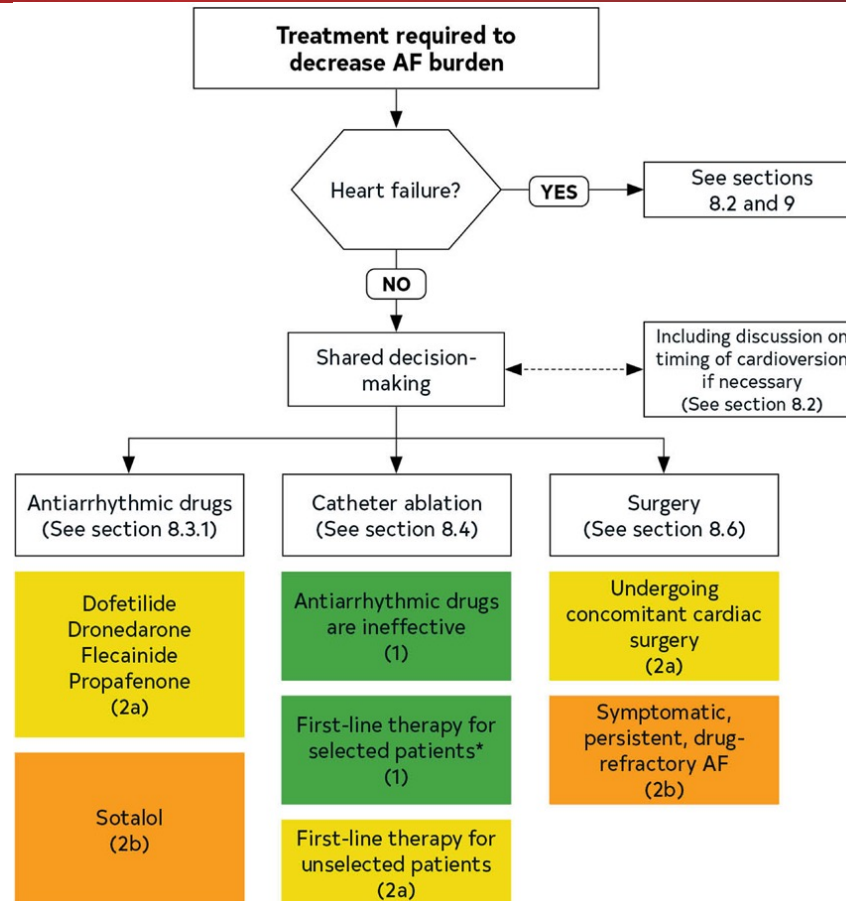 Treatment required to
decrease AF burden
Heart failure?
YES
See sections
8.2 and 9
NO
Shared decision-
making
Including discussion on
timing of cardioversion
if necessary
(See section 8.2)
Antiarrhythmic drugs
(See section 8.3.1)
Catheter ablation
(See section 8.4)
Surgery
(See section 8.6)
Dofetilide
Dronedarone
Flecainide
Propafenone
(2a)
Sotalol
(2b)
Antiarrhythmic drugs
are ineffective
(1)
First-line therapy for
selected patients*
(1)
First-line therapy for
unselected patients
(2a)
Undergoing
concomitant cardiac
surgery
(2a)
Symptomatic,
persistent, drug-
refractory AF
(2b)